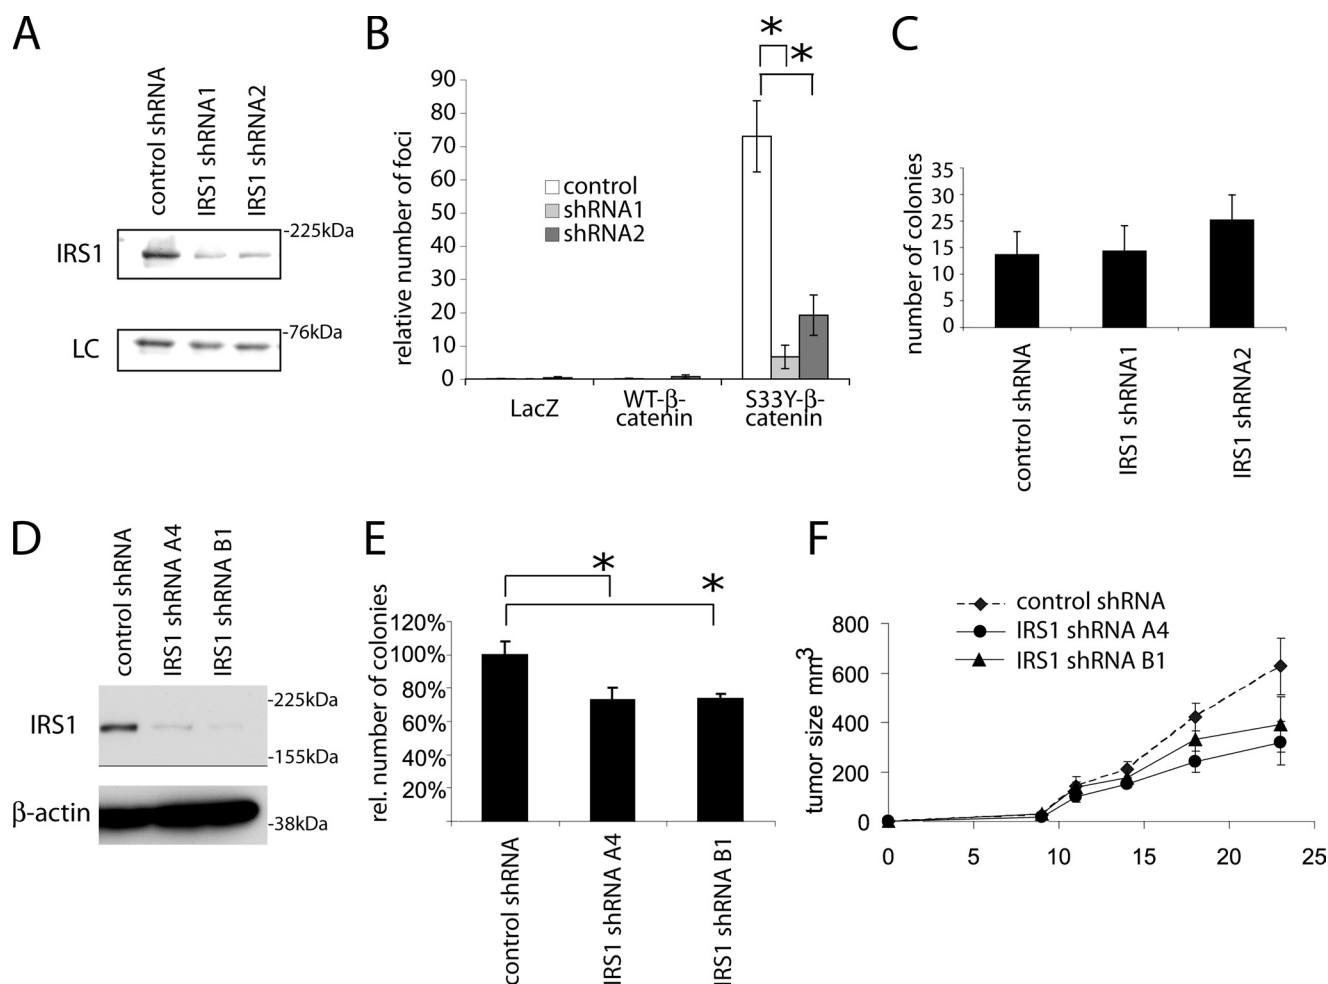 A
control shRNA
IRS1 shRNA1
IRS1 shRNA2
-225kDa
IRS1
-76kDa
LC
B
*
*
90
80
70
60
50
40
30
20
10
0
relative number of foci
control
shRNA1
shRNA2
LacZ
WT-β-
catenin
S33Y-β-
catenin
C
number of colonies
35
30
15
10
0
control shRNA
IRS1 shRNA1
IRS1 shRNA2
D
control shRNA
IRS1 shRNA A4
IRS1 shRNA B1
-225kDa
IRS1
-155kDa
β-actin
-38kDa
E
*
*
rel. number of colonies
120%
100%
80%
20%
control shRNA
IRS1 shRNA A4
IRS1 shRNA B1
F
control shRNA
IRS1 shRNA A4
IRS1 shRNA B1
tumor size mm³
800
600
400
200
0
0
5
10
15
20
25